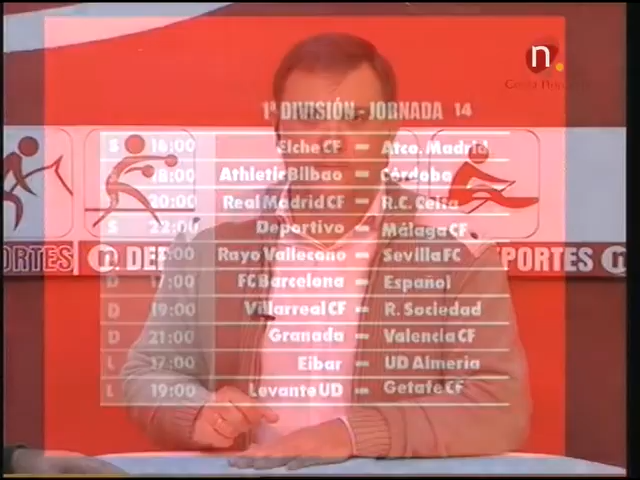 n.
1ª DIVISIÓN - JORNADA 14
S 16:00 Elche CF - Atco. Madrid
18:00 Athletic Bilbao - Córdoba
20:00 Real Madrid CF - R.C. Celta
S 22:00 Deportivo - Málaga CF
:00 Rayo Vallecano - Sevilla FC
D 17:00 FC Barcelona - Español
D 19:00 Villarreal CF - R. Sociedad
D 21:00 Granada - Valencia CF
L :00 Eibar - UD Almeria
L 19:00 Levante UD - Getafe CF
ORTES n. DE PORTES n